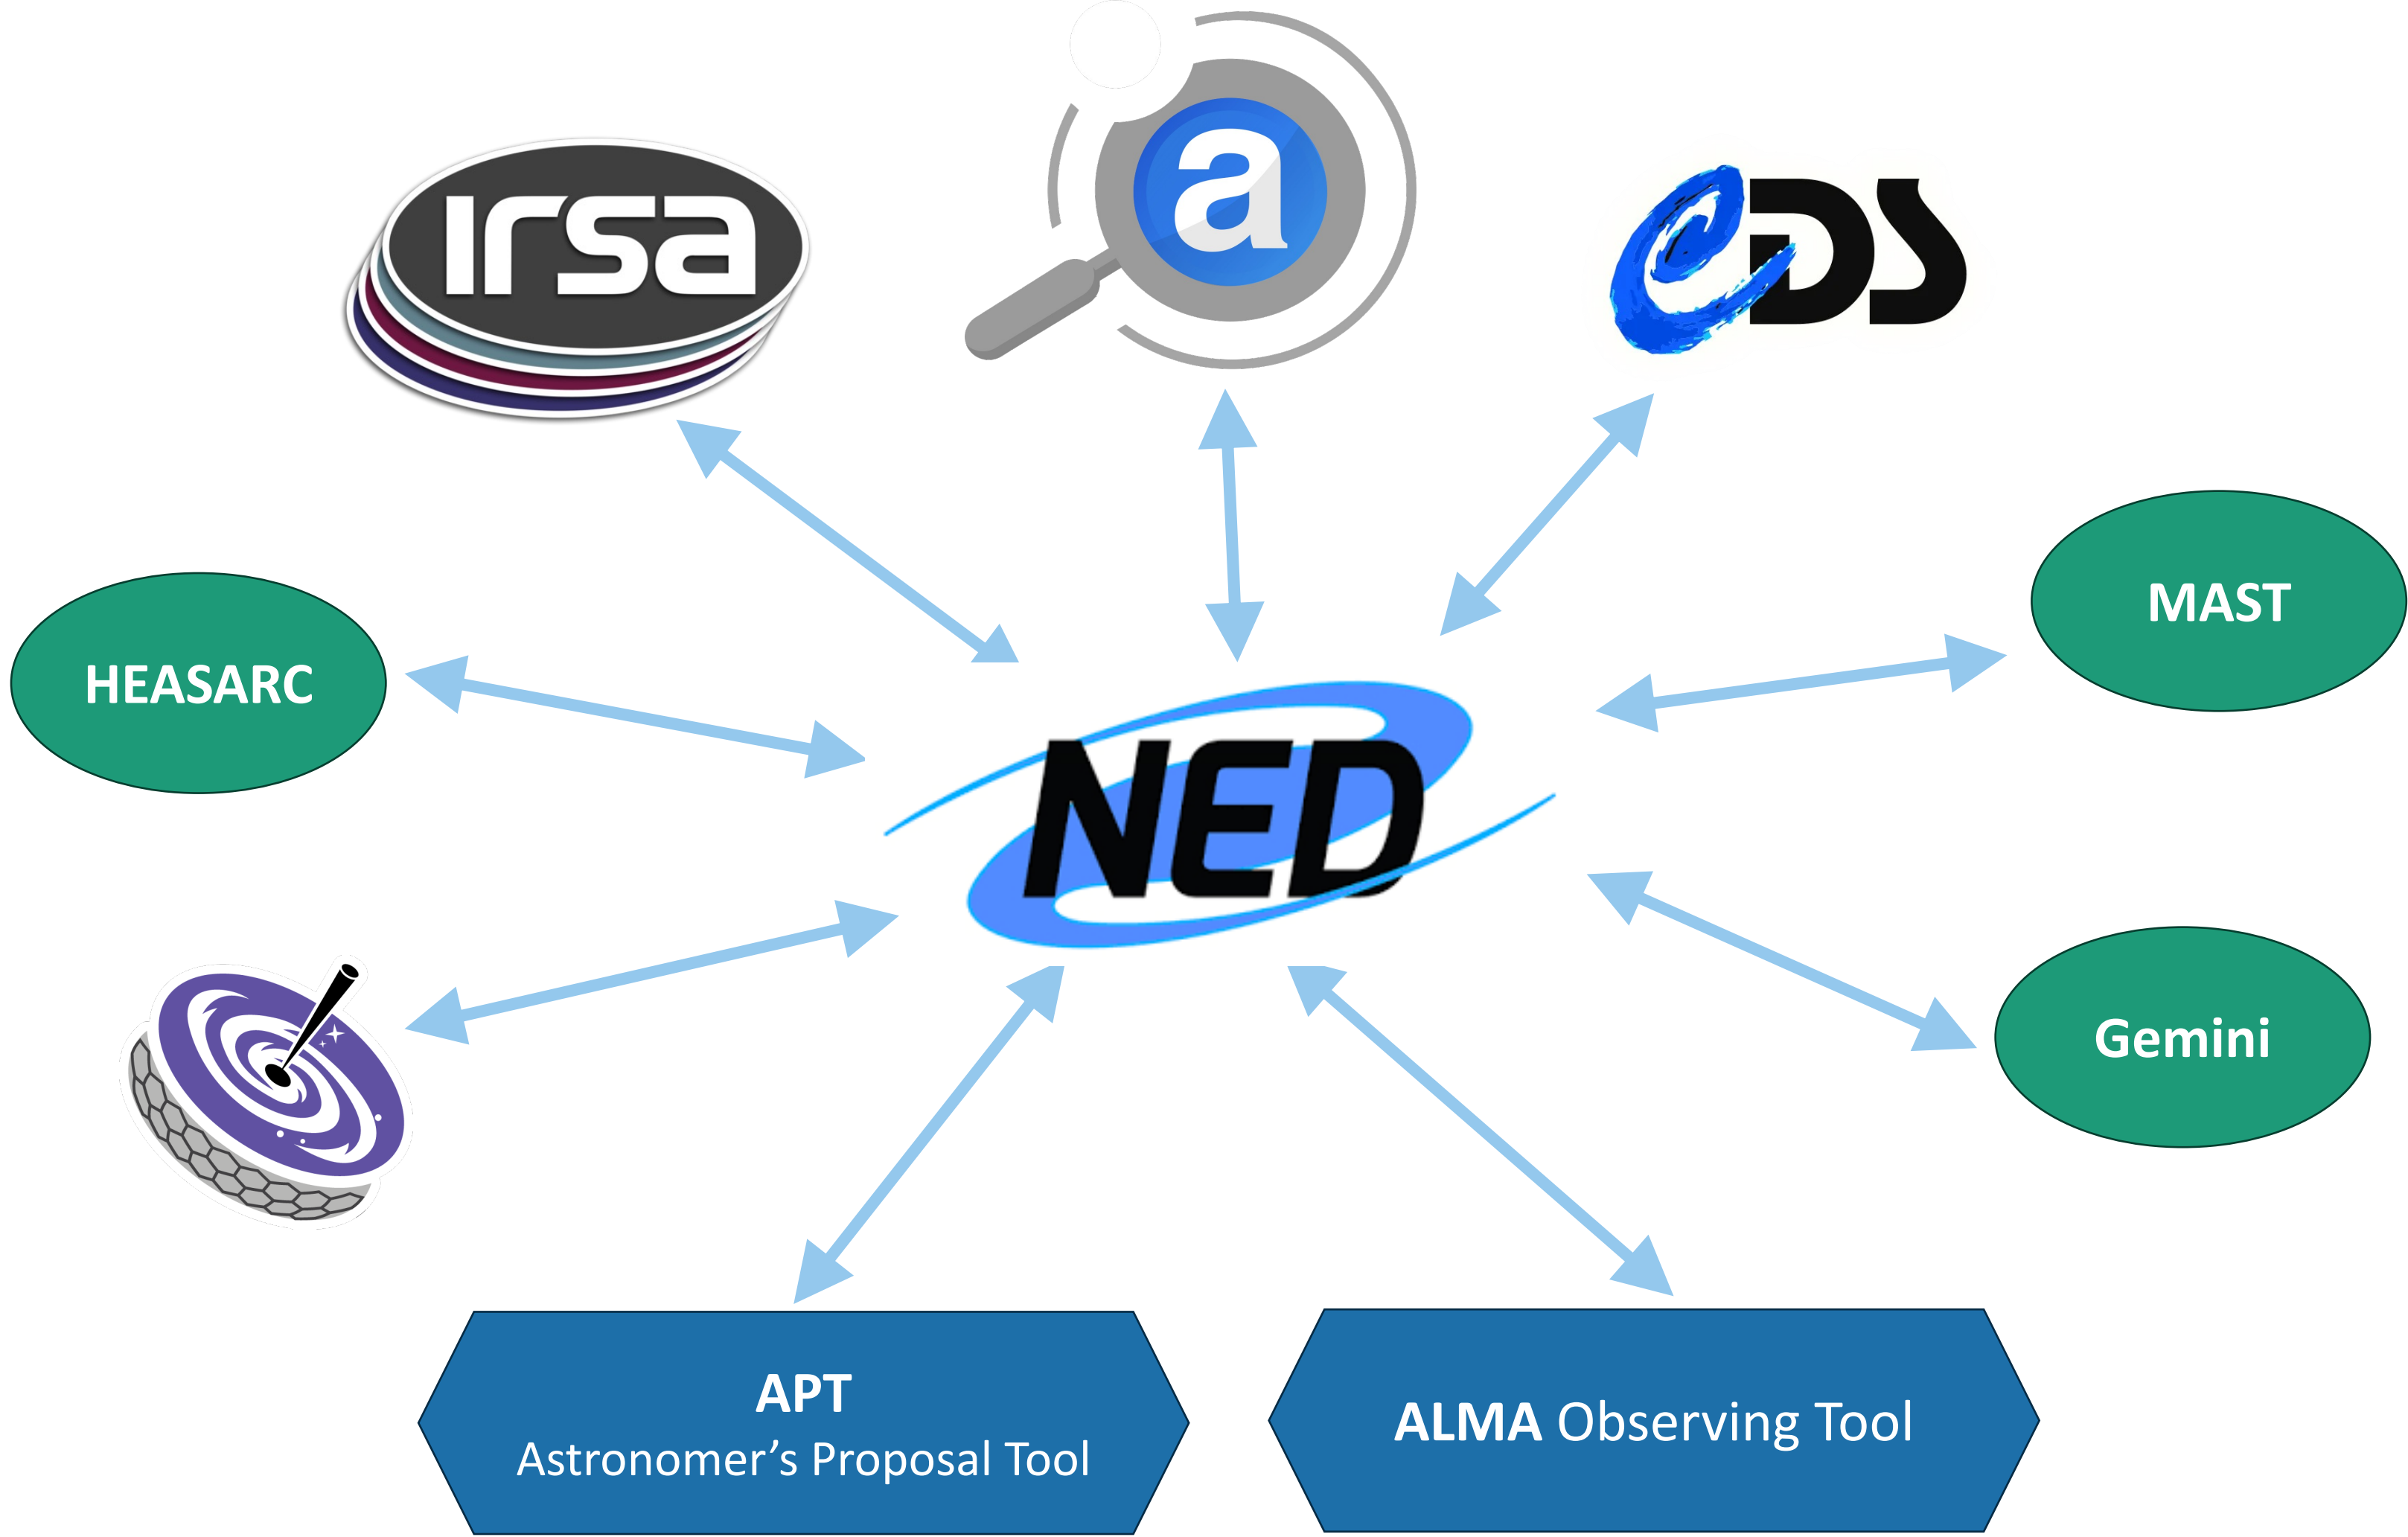 a
irsa
CDS
MAST
HEASARC
NED
Gemini
APT
Astronomer’s Proposal Tool
ALMA Observing Tool